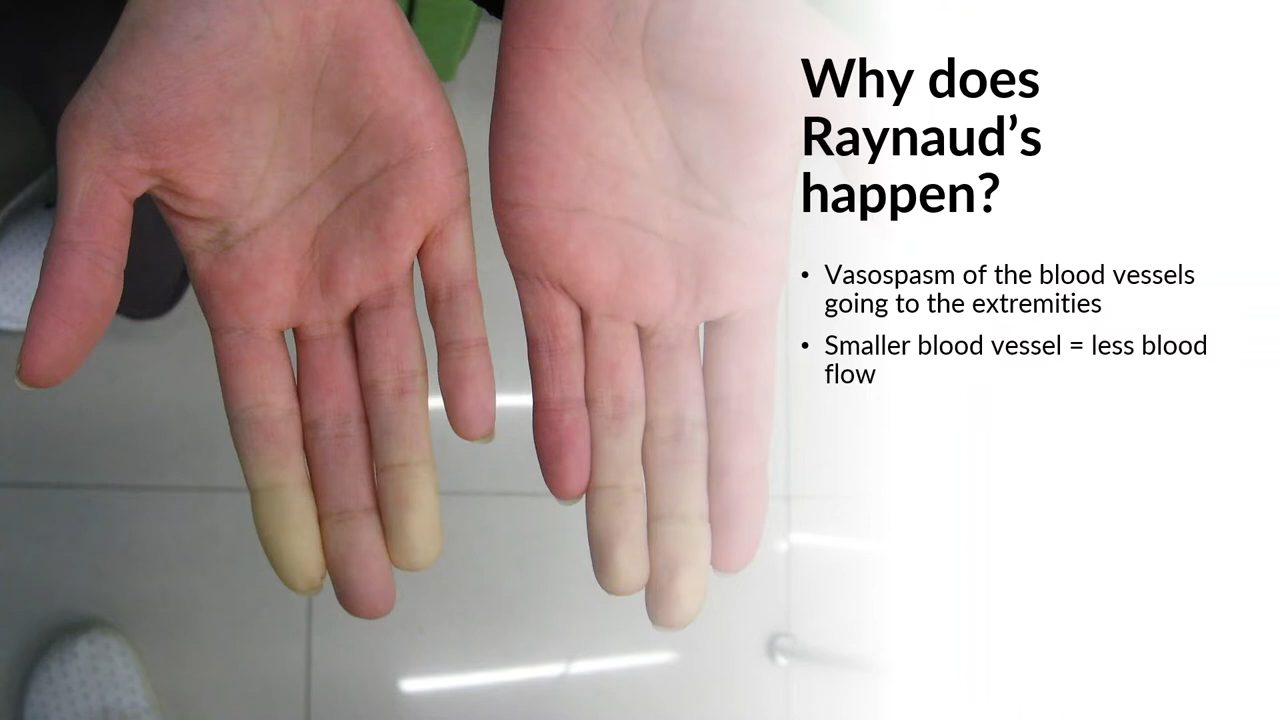 Why does
Raynaud’s
happen?
• Vasospasm of the blood vessels
going to the extremities
• Smaller blood vessel = less blood
flow